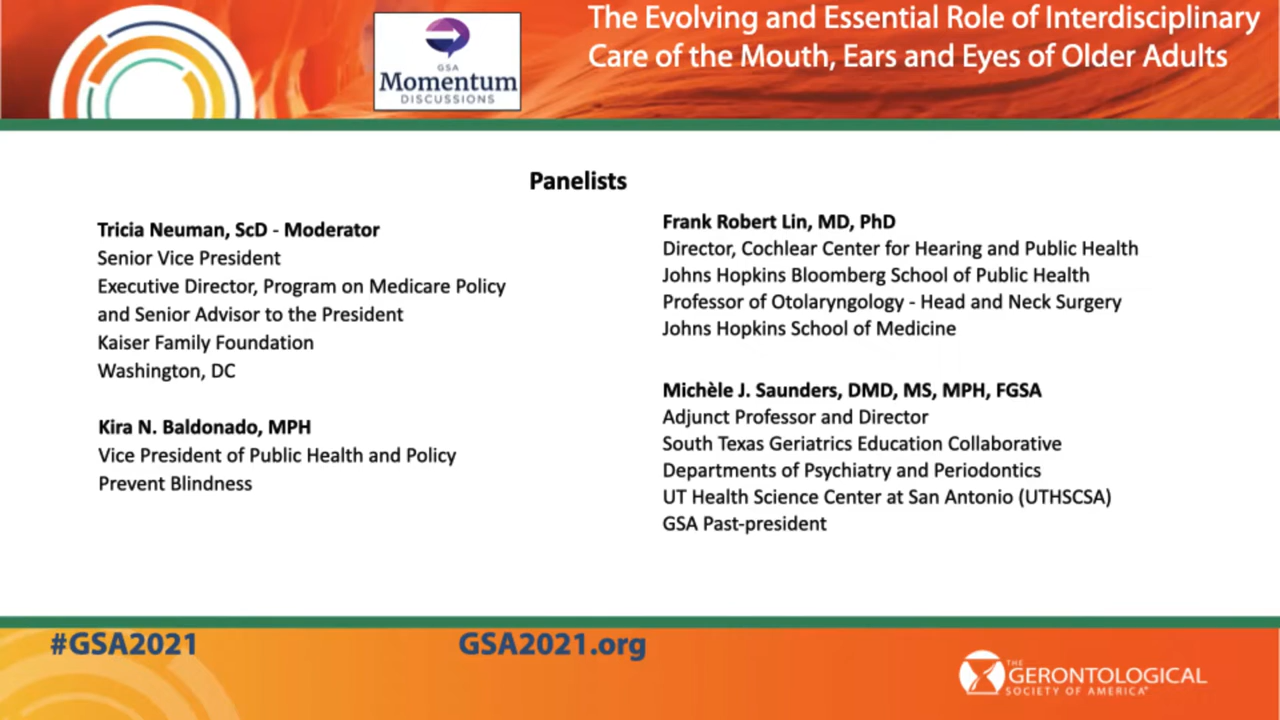 GSA
Momentum
DISCUSSIONS
The Evolving and Essential Role of Interdisciplinary
Care of the Mouth, Ears and Eyes of Older Adults
Panelists
Tricia Neuman, ScD - Moderator
Senior Vice President
Executive Director, Program on Medicare Policy
and Senior Advisor to the President
Kaiser Family Foundation
Washington, DC
Kira N. Baldonado, MPH
Vice President of Public Health and Policy
Prevent Blindness
Frank Robert Lin, MD, PhD
Director, Cochlear Center for Hearing and Public Health
Johns Hopkins Bloomberg School of Public Health
Professor of Otolaryngology - Head and Neck Surgery
Johns Hopkins School of Medicine
Michèle J. Saunders, DMD, MS, MPH, FGSA
Adjunct Professor and Director
South Texas Geriatrics Education Collaborative
Departments of Psychiatry and Periodontics
UT Health Science Center at San Antonio (UTHSCSA)
GSA Past-president
#GSA2021
GSA2021.org
THE
GERONTOLOGICAL
SOCIETY OF AMERICA®